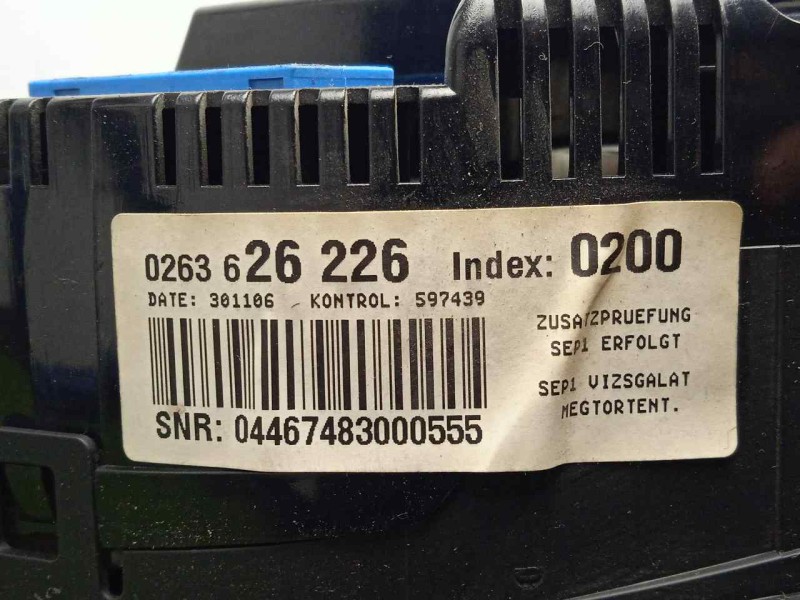 0263 626 226 Index: 0200
DATE: 301106 KONTROL: 597439
ZUSATZPRUEFUNG
SEP1 ERFOLGT
SEP1 VIZSGALAT
MEGTORTENT.
SNR: 04467483000555